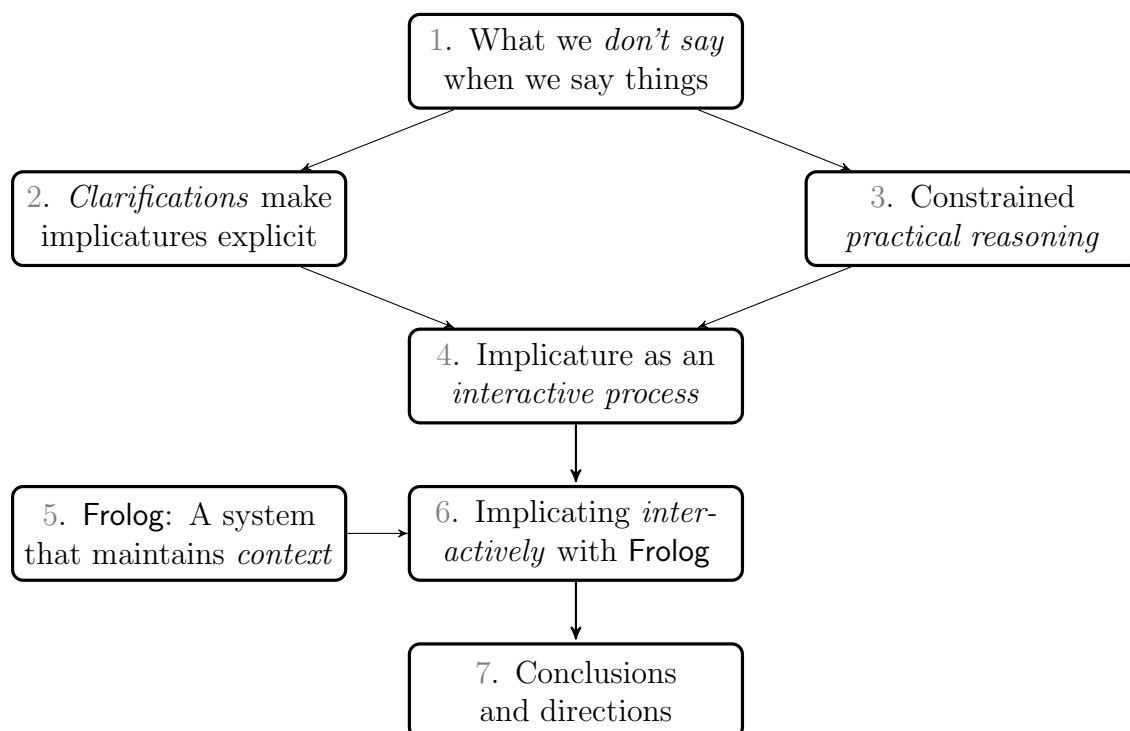 1. What we don't say
when we say things
2. Clarifications make
implicatures explicit
3. Constrained
practical reasoning
4. Implicature as an
interactive process
5. Frolog: A system
that maintains context
6. Implicating inter-
actively with Frolog
7. Conclusions
and directions